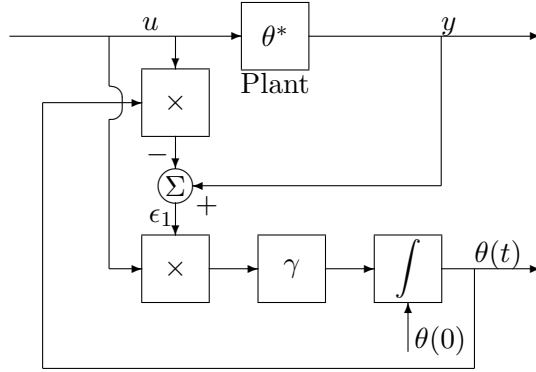 u
θ*
y
Plant
×
−
Σ
+
ϵ₁
×
γ
∫
θ(t)
θ(0)